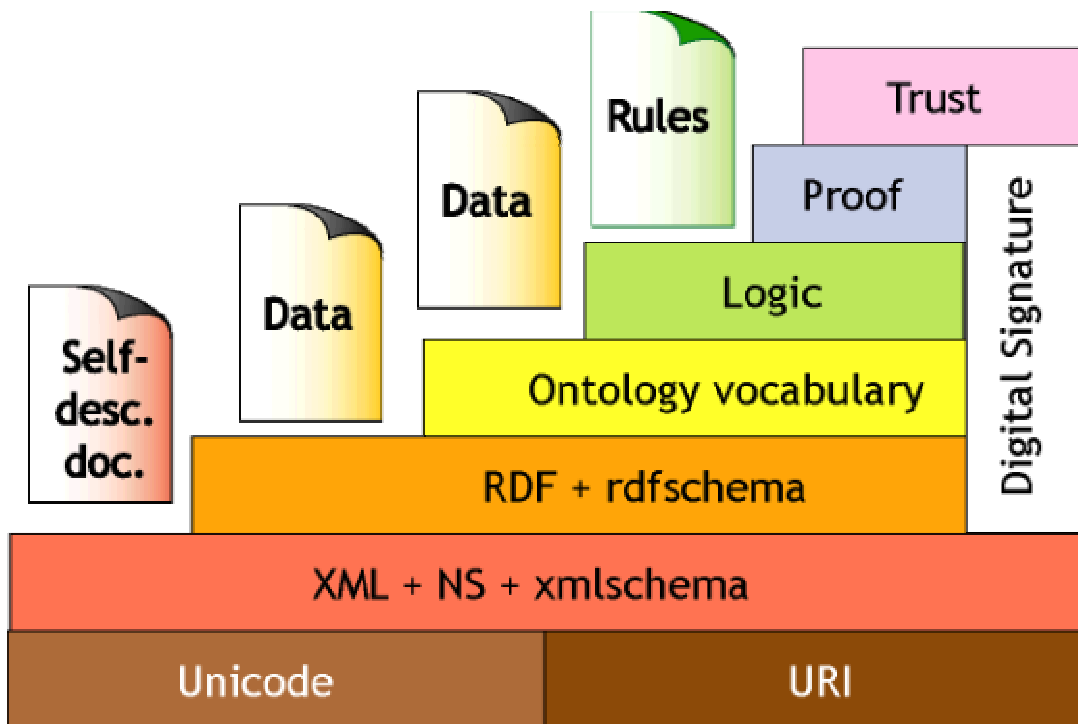 Rules
Trust
Data
Proof
Data
Logic
Digital Signature
Self-
desc.
doc.
Ontology vocabulary
RDF + rdfschema
XML + NS + xmlschema
Unicode
URI